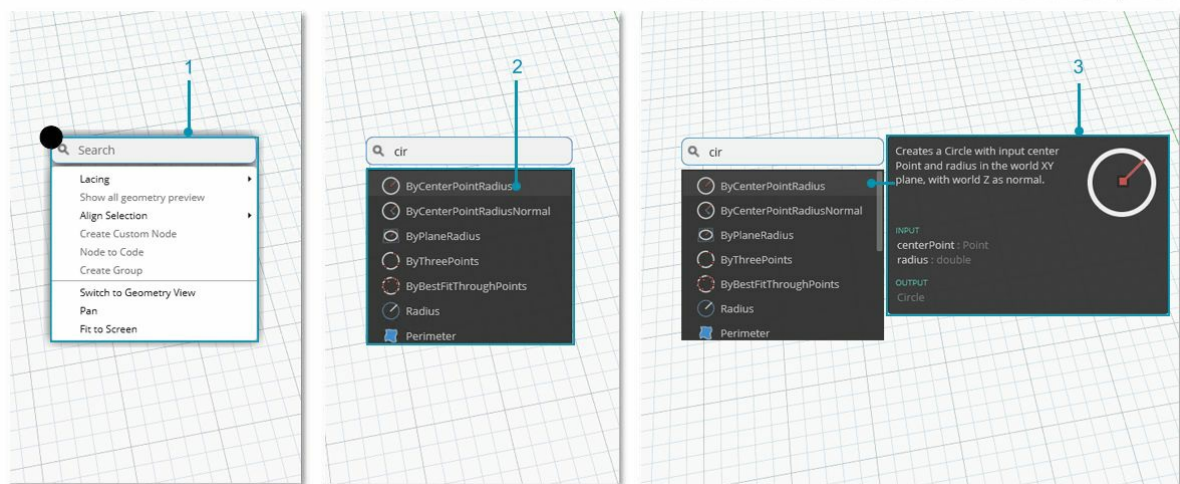 1
Search
Lacing
Show all geometry preview
Align Selection
Create Custom Node
Node to Code
Create Group
Switch to Geometry View
Pan
Fit to Screen
2
cir
ByCenterPointRadius
ByCenterPointRadiusNormal
ByPlaneRadius
ByThreePoints
ByBestFitThroughPoints
Radius
Perimeter
3
cir
ByCenterPointRadius
ByCenterPointRadiusNormal
ByPlaneRadius
ByThreePoints
ByBestFitThroughPoints
Radius
Perimeter
Creates a Circle with input center
Point and radius in the world XY
plane, with world Z as normal.
INPUT
centerPoint : Point
radius : double
OUTPUT
Circle